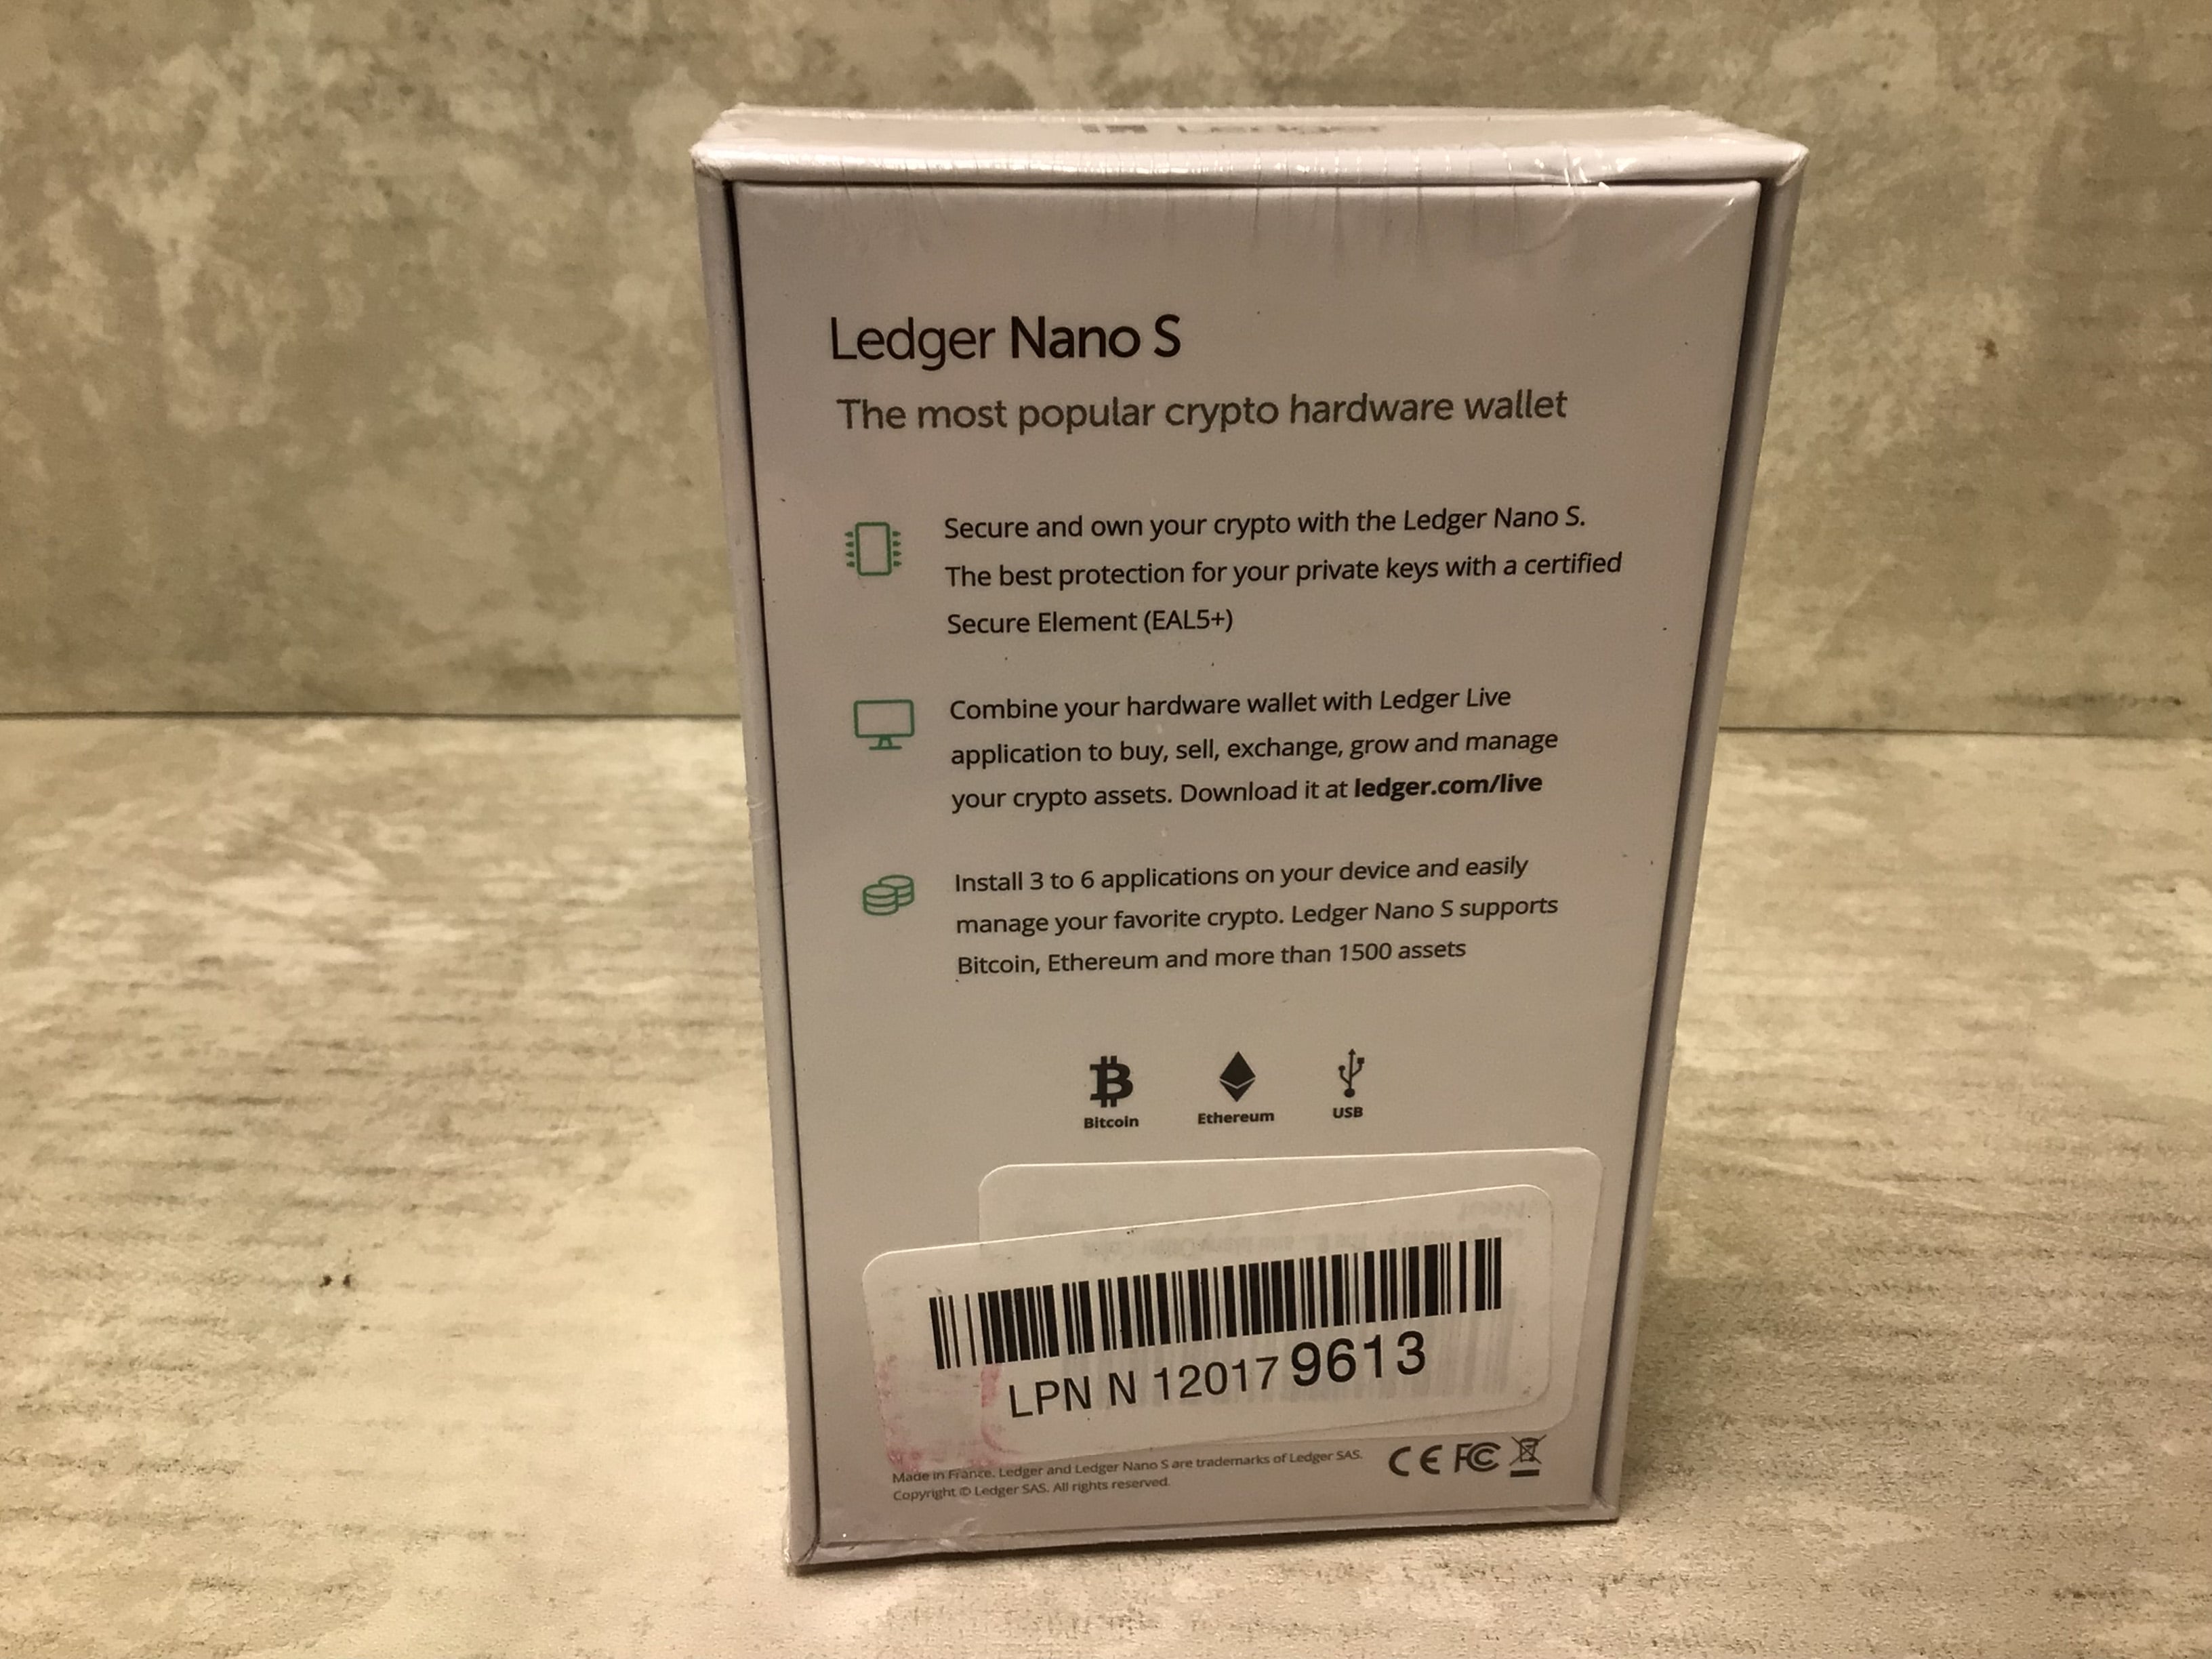 Ledger
Ledger Nano S
The most popular crypto hardware wallet
Secure and own your crypto with the Ledger Nano S.
The best protection for your private keys with a certified
Secure Element (EAL5+)
Combine your hardware wallet with Ledger Live
application to buy, sell, exchange, grow and manage
your crypto assets. Download it at ledger.com/live
Install 3 to 6 applications on your device and easily
manage your favorite crypto. Ledger Nano S supports
Bitcoin, Ethereum and more than 1500 assets
Bitcoin Ethereum USB
LPN N 12017 9613
Made in France. Ledger and Ledger Nano S are trademarks of Ledger SAS.
Copyright © Ledger SAS. All rights reserved.
CE FC